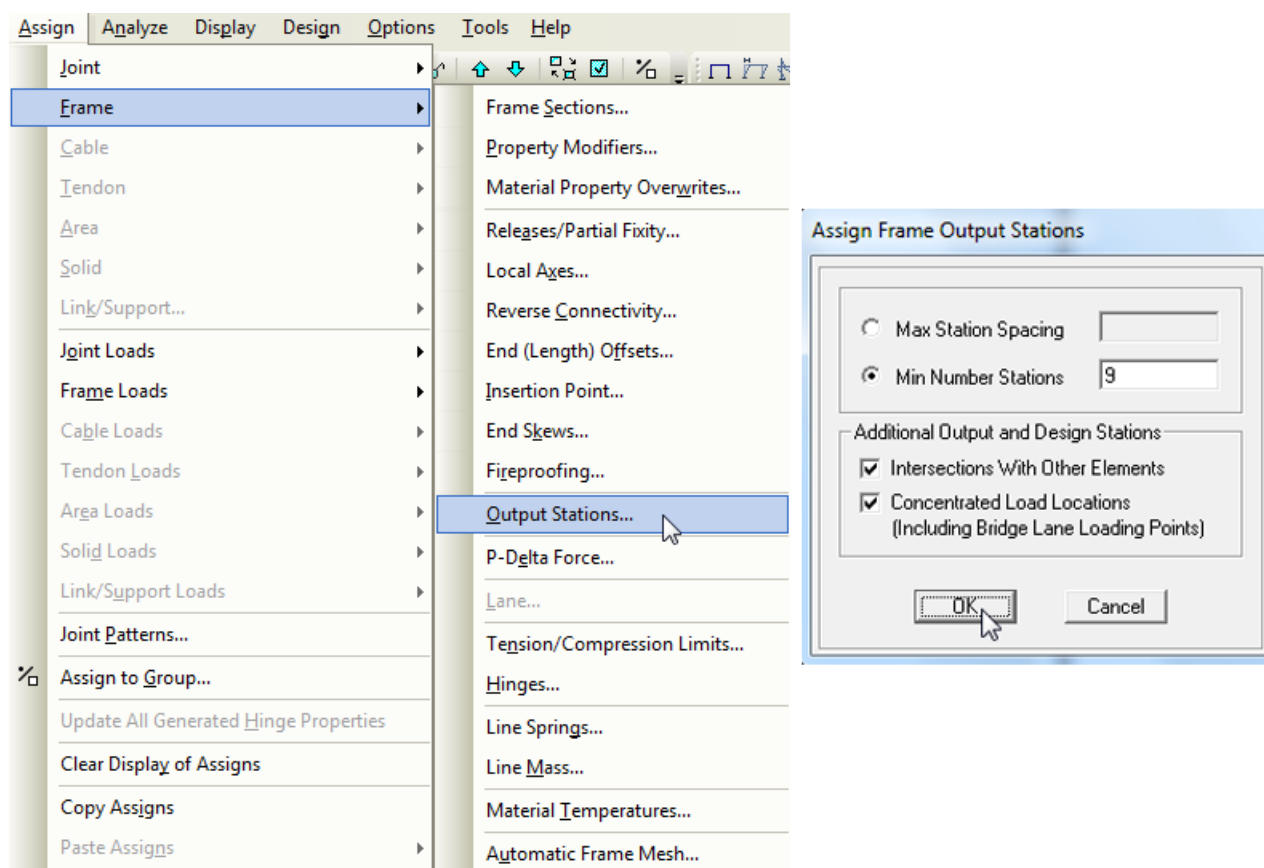 Assign Analyze Display Design Options Tools Help
Joint
Frame
Cable
Tendon
Area
Solid
Link/Support...
Joint Loads
Frame Loads
Cable Loads
Tendon Loads
Area Loads
Solid Loads
Link/Support Loads
Joint Patterns...
Assign to Group...
Update All Generated Hinge Properties
Clear Display of Assigns
Copy Assigns
Paste Assigns
Frame Sections...
Property Modifiers...
Material Property Overwrites...
Releases/Partial Fixity...
Local Axes...
Reverse Connectivity...
End (Length) Offsets...
Insertion Point...
End Skews...
Fireproofing...
Output Stations...
P-Delta Force...
Lane...
Tension/Compression Limits...
Hinges...
Line Springs...
Line Mass...
Material Temperatures...
Automatic Frame Mesh...
Assign Frame Output Stations
Max Station Spacing
Min Number Stations 9
Additional Output and Design Stations
Intersections With Other Elements
Concentrated Load Locations
(Including Bridge Lane Loading Points)
OK Cancel